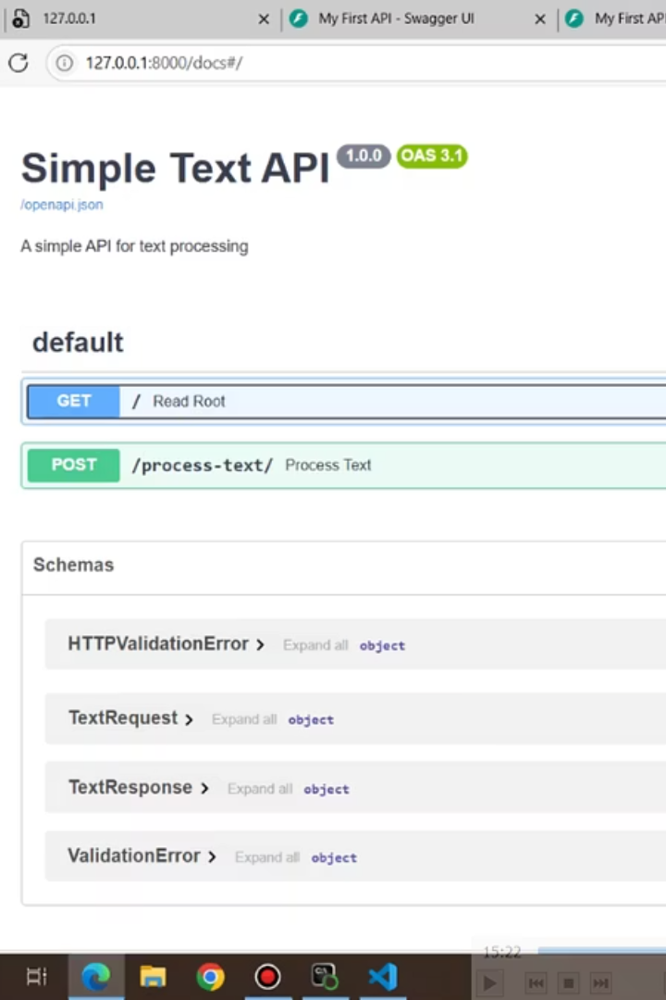 127.0.0.1
My First API - Swagger UI
My First API
127.0.0.1:8000/docs#/
Simple Text API 1.0.0 OAS 3.1
/openapi.json
A simple API for text processing
default
GET / Read Root
POST /process-text/ Process Text
Schemas
HTTPValidationError Expand all object
TextRequest Expand all object
TextResponse Expand all object
ValidationError Expand all object
15:22